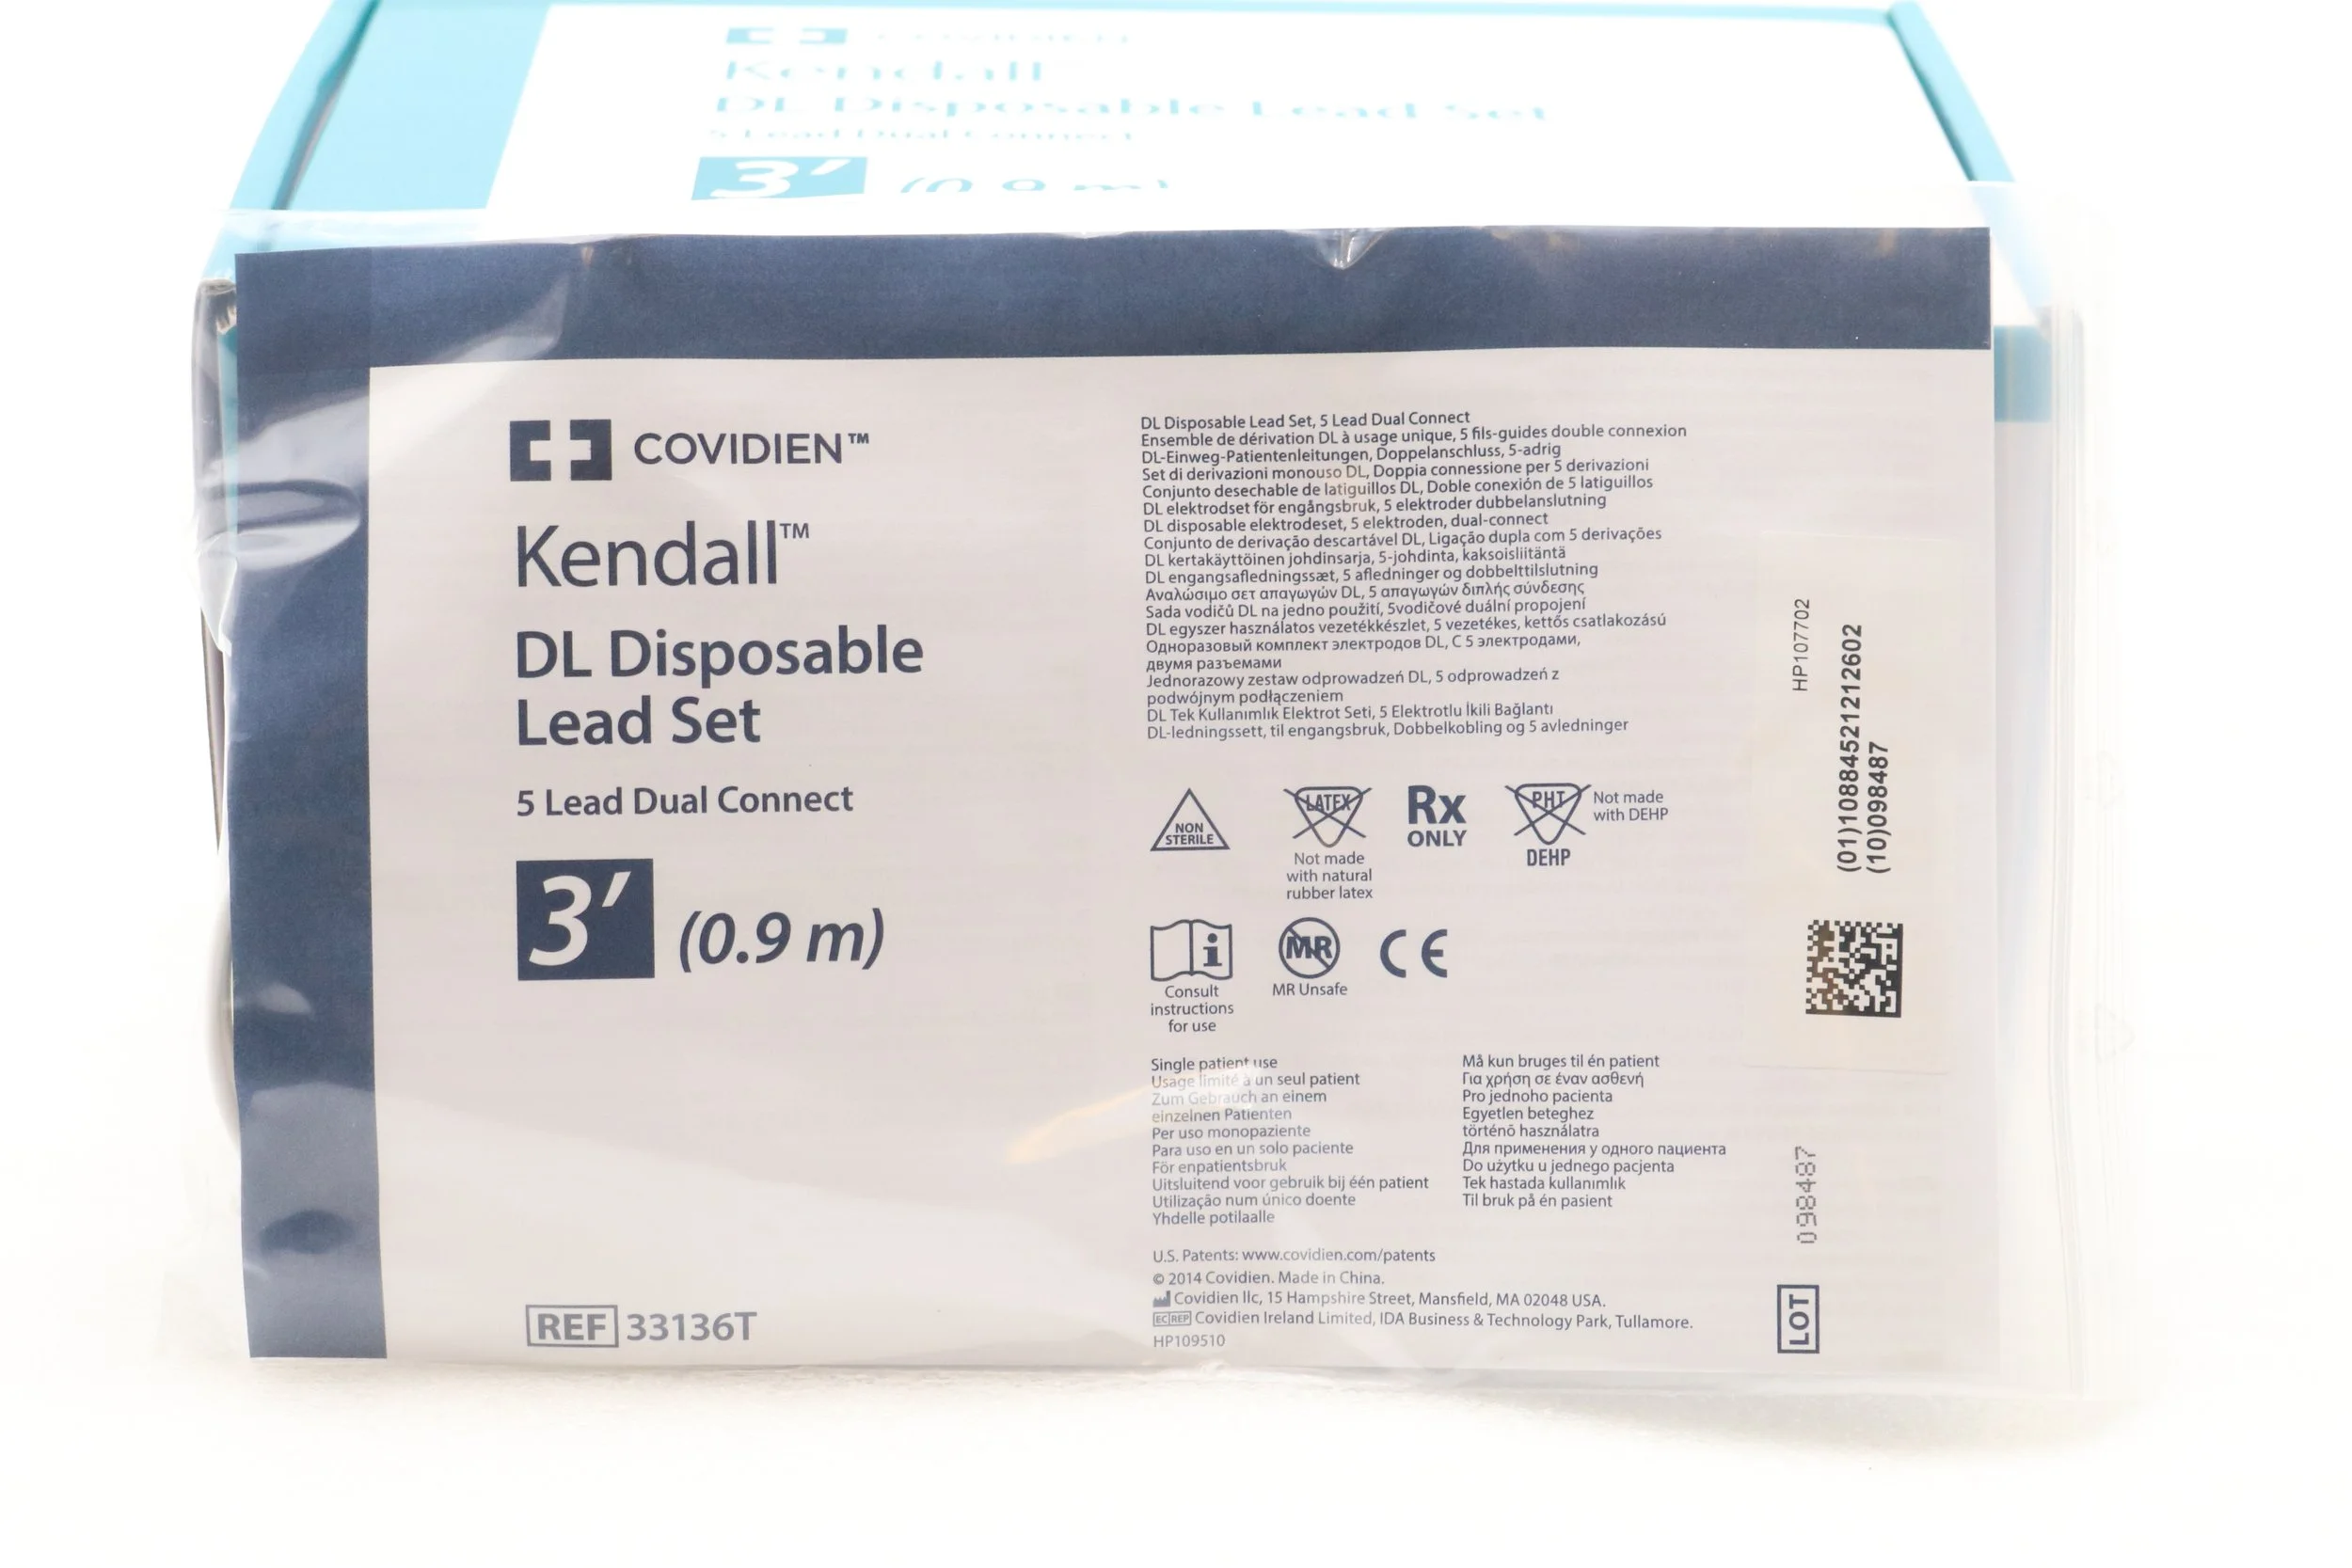 COVIDIEN
Kendall
DL Disposable Lead Set
5 Lead Dual Connect
3′ (0.9 m)
COVIDIEN™
Kendall™
DL Disposable
Lead Set
5 Lead Dual Connect
3′ (0.9 m)
REF 33136T
DL Disposable Lead Set, 5 Lead Dual Connect
Ensemble de dérivation DL à usage unique, 5 fils-guides double connexion
DL-Einweg-Patientenleitungen, Doppelanschluss, 5-adrig
Set di derivazioni monouso DL, Doppia connessione per 5 derivazioni
Conjunto desechable de latiguillos DL, Doble conexión de 5 latiguillos
DL elektrodset för engångsbruk, 5 elektroder dubbelanslutning
DL disposable elektrodeset, 5 elektroden, dual-connect
Conjunto de derivação descartável DL, Ligação dupla com 5 derivações
DL kertakäyttöinen johdinsarja, 5-johdinta, kaksoisliitäntä
DL engangsafledningssæt, 5 afledninger og dobbelttilslutning
Αναλώσιμο σετ απαγωγών DL, 5 απαγωγών διπλής σύνδεσης
Sada vodičů DL na jedno použití, 5vodičové duální propojení
DL egyszer használatos vezetékkészlet, 5 vezetékes, kettős csatlakozású
Одноразовый комплект электродов DL, С 5 электродами,
двумя разъемами
Jednorazowy zestaw odprowadzeń DL, 5 odprowadzeń z
podwójnym podłączeniem
DL Tek Kullanımlık Elektrot Seti, 5 Elektrotlu İkili Bağlantı
DL-ledningssett, til engangsbruk, Dobbelkobling og 5 avledninger
NON
STERILE
LATEX
Not made
with natural
rubber latex
Rx
ONLY
PHT
DEHP
Not made
with DEHP
Consult
instructions
for use
MR
MR Unsafe
CE
Single patient use
Usage limité à un seul patient
Zum Gebrauch an einem
einzelnen Patienten
Per uso monopaziente
Para uso en un solo paciente
För enpatientsbruk
Uitsluitend voor gebruik bij één patient
Utilização num único doente
Yhdelle potilaalle
Må kun bruges til én patient
Για χρήση σε έναν ασθενή
Pro jednoho pacienta
Egyetlen beteghez
történő használatra
Для применения у одного пациента
Do użytku u jednego pacjenta
Tek hastada kullanımlık
Til bruk på én pasient
U.S. Patents: www.covidien.com/patents
© 2014 Covidien. Made in China.
Covidien llc, 15 Hampshire Street, Mansfield, MA 02048 USA.
EC REP Covidien Ireland Limited, IDA Business & Technology Park, Tullamore.
HP109510
HP107702
(01)10884521212602
(10)098487
LOT 098487